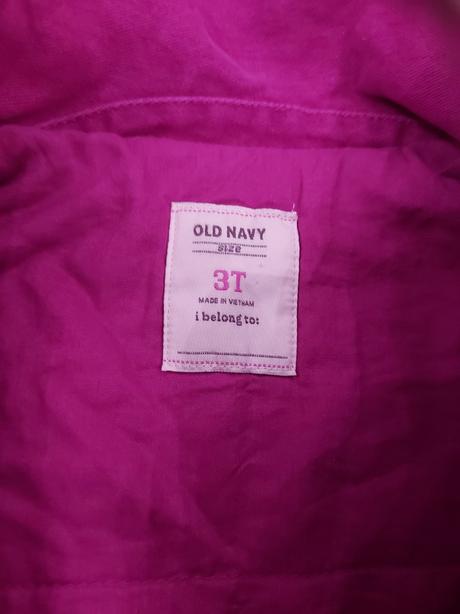 OLD NAVY
size
3T
MADE IN VIETNAM
i belong to: